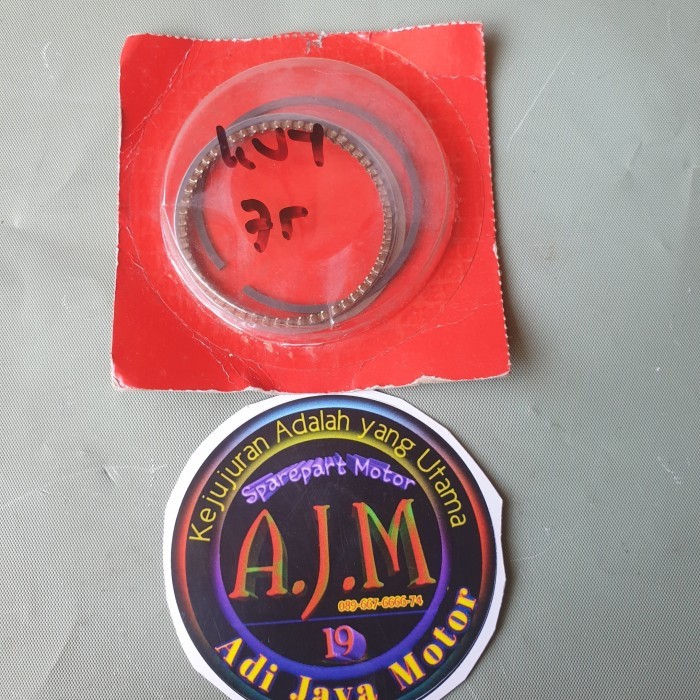 KVY
75
Kejujuran Adalah yang Utama
Sparepart Motor
A.J.M
089-667-6666-74
19
Adi Jaya Motor